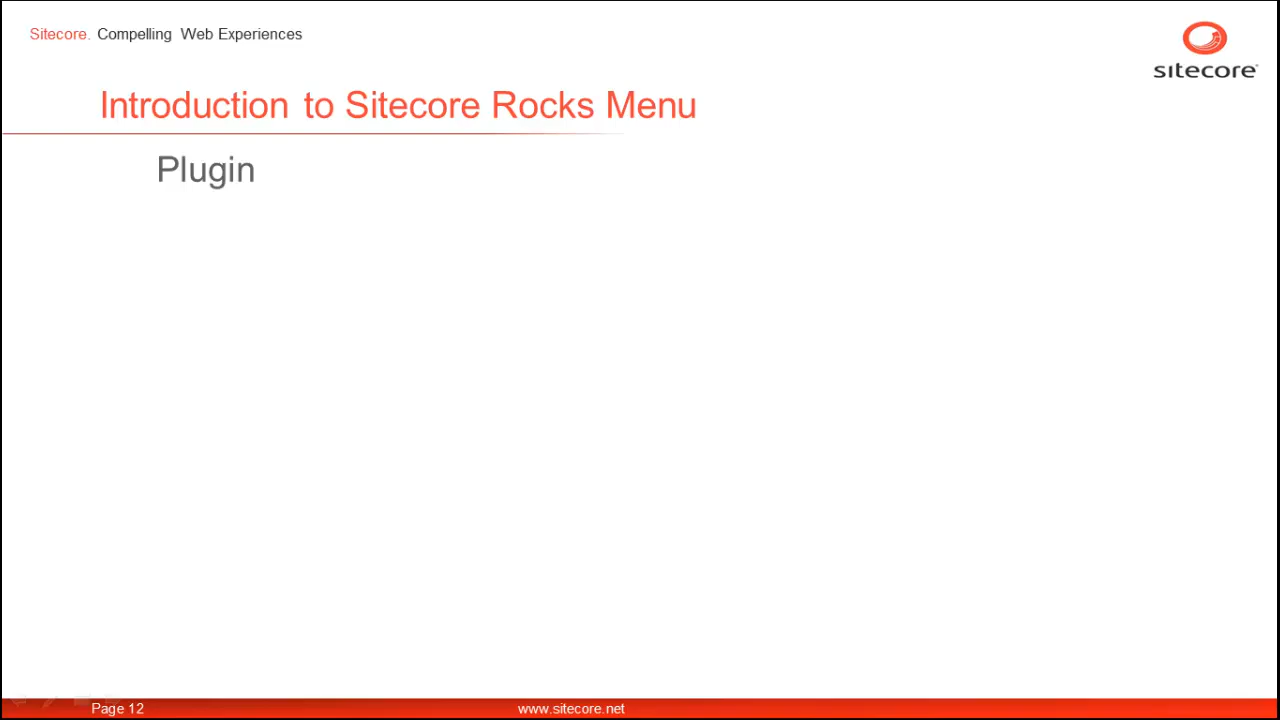 Sitecore. Compelling Web Experiences
sitecore
Introduction to Sitecore Rocks Menu
Plugin
Page 12
www.sitecore.net